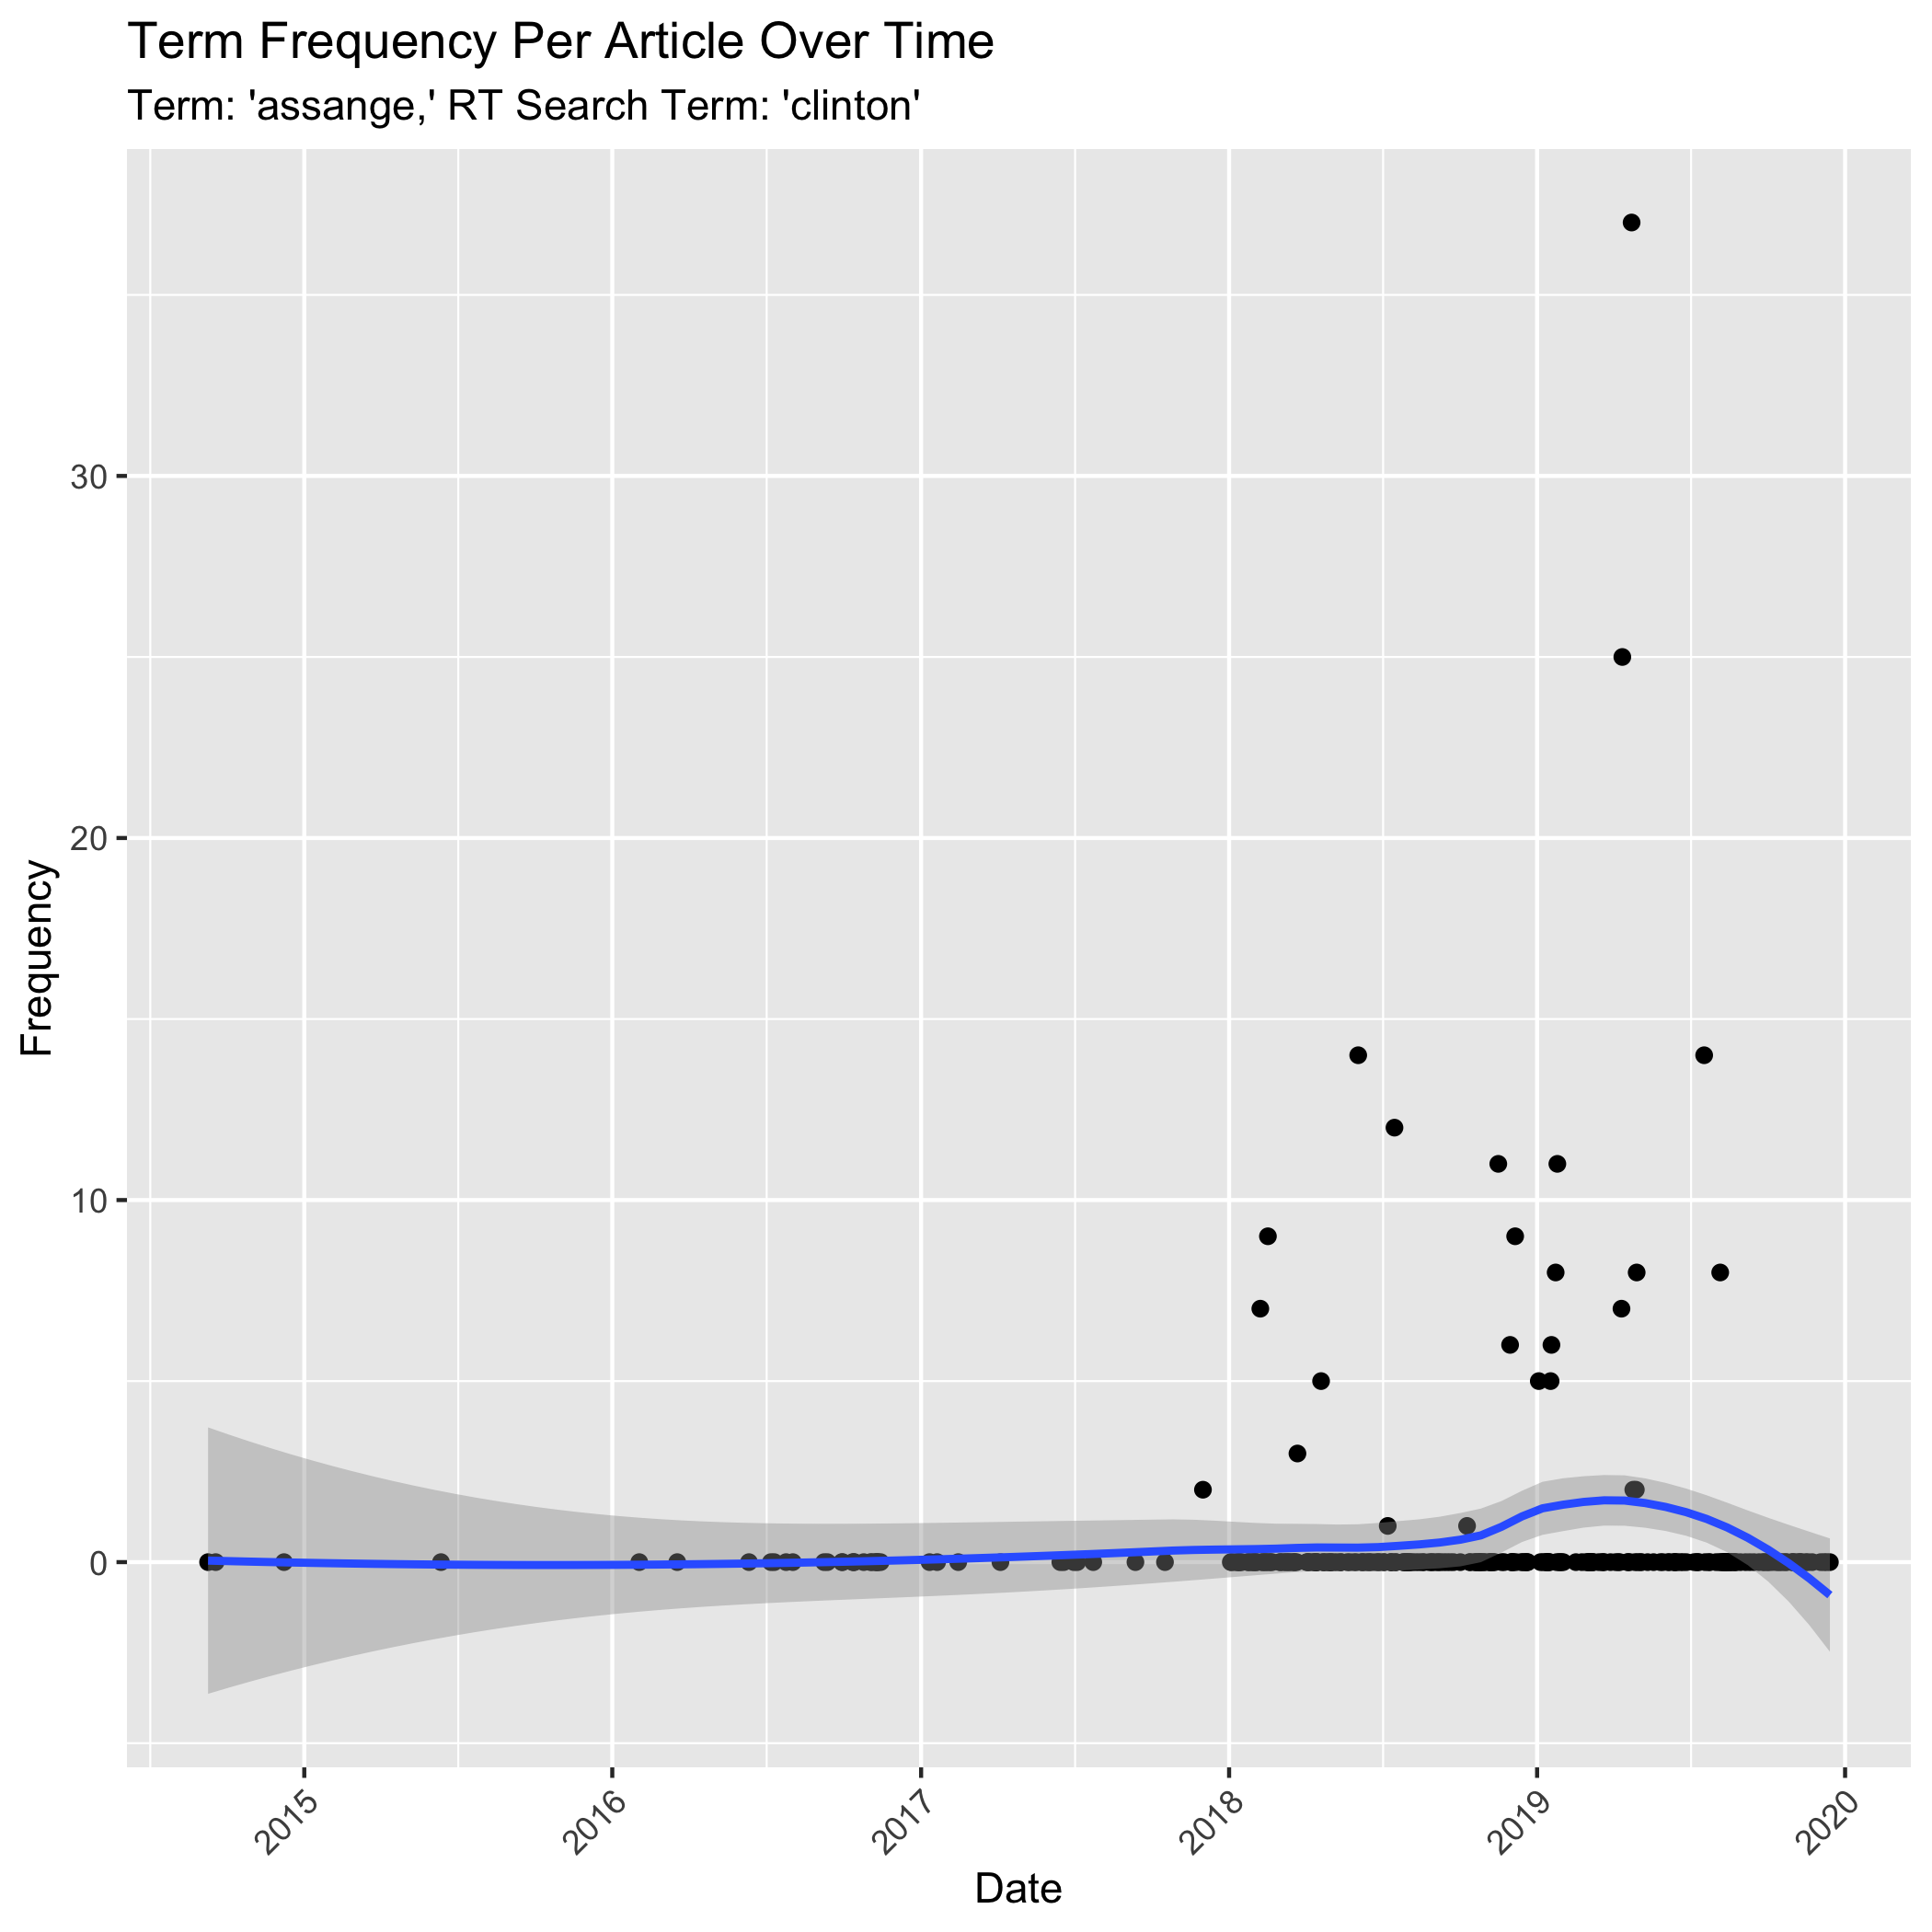 Term Frequency Per Article Over Time
Term: 'assange,' RT Search Term: 'clinton'
Frequency
30
20
10
0
2015
2016
2017
2018
2019
2020
Date